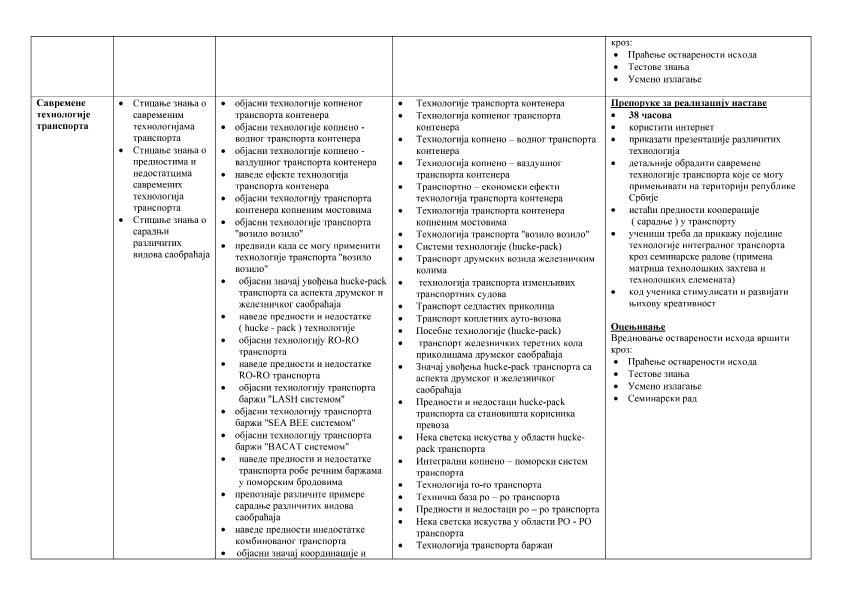 кроз:
• Праћење остварености исхода
• Тестове знања
• Усмено излагање
Савремене
технологије
транспорта
• Стицање знања о
савременим
технологијама
транспорта
• Стицање знања о
предностима и
недостатцима
савремених
технологија
транспорта
• Стицање знања о
сарадњи
различитих
видова саобраћаја
• објасни технологије копненог
транспорта контенера
• објасни технологије копнено -
водног транспорта контенера
• објасни технологије копнено -
ваздушног транспорта контенера
• наведе ефекте технологија
транспорта контенера
• објасни технологију транспорта
контенера копненим мостовима
• објасни технологије транспорта
"возило возило"
• предвиди када се могу применити
технологије транспорта "возило
возило"
• објасни значај увођења hucke-pack
транспорта са аспекта друмског и
железничког саобраћаја
• наведе предности и недостатке
( hucke - pack ) технологије
• објасни технологију RO-RO
транспорта
• наведе предности и недостатке
RO-RO транспорта
• објасни технологију транспорта
баржи "LASH системом"
• објасни технологију транспорта
баржи "SEA BEE системом"
• објасни технологију транспорта
баржи "BACAT системом"
• наведе предности и недостатке
транспорта робе речним баржама
у поморским бродовима
• препознаје различите примере
сарадње различитих видова
саобраћаја
• наведе предности инедостатке
комбинованог транспорта
• објасни значај координације и
• Технологије транспорта контенера
• Технологија копненог транспорта
контенера
• Технологија копнено – водног транспорта
контенера
• Технологија копнено – ваздушног
транспорта контенера
• Транспортно – економски ефекти
технологија транспорта контенера
• Технологија транспорта контенера
копненим мостовима
• Технологија транспорта "возило возило"
• Системи технологије (hucke-pack)
• Транспорт друмских возила железничким
колима
• технологија транспорта изменљивих
транспортних судова
• Транспорт седластих приколица
• Транспорт коплетних ауто-возова
• Посебне технологије (hucke-pack)
• транспорт железничких теретних кола
приколицама друмског саобраћаја
• Значај увођења hucke-pack транспорта са
аспекта друмског и железничког
саобраћаја
• Предности и недостаци hucke-pack
транспорта са становишта корисника
превоза
• Нека светска искуства у области hucke-
pack транспорта
• Интегрални копнено – поморски систем
транспорта
• Технологија ro-ro транспорта
• Техничка база ро – ро транспорта
• Предности и недостаци ро – ро транспорта
• Нека светска искуства у области РО - РО
транспорта
• Технологија транспорта баржаи
Препоруке за реализацију наставе
• 38 часова
• користити интернет
• приказати презентације различитих
технологија
• детаљније обрадити савремене
технологије транспорта које се могу
примењивати на територији републике
Србије
• истаћи предности кооперације
( сарадње ) у транспорту
• ученици треба да прикажу поједине
технологије интегралног транспорта
кроз семинарске радове (примена
матрица технолошких захтева и
технолошких елемената)
• код ученика стимулисати и развијати
њихову креативност
Оцењивање
Вредновање остварености исхода вршити
кроз:
• Праћење остварености исхода
• Тестове знања
• Усмено излагање
• Семинарски рад